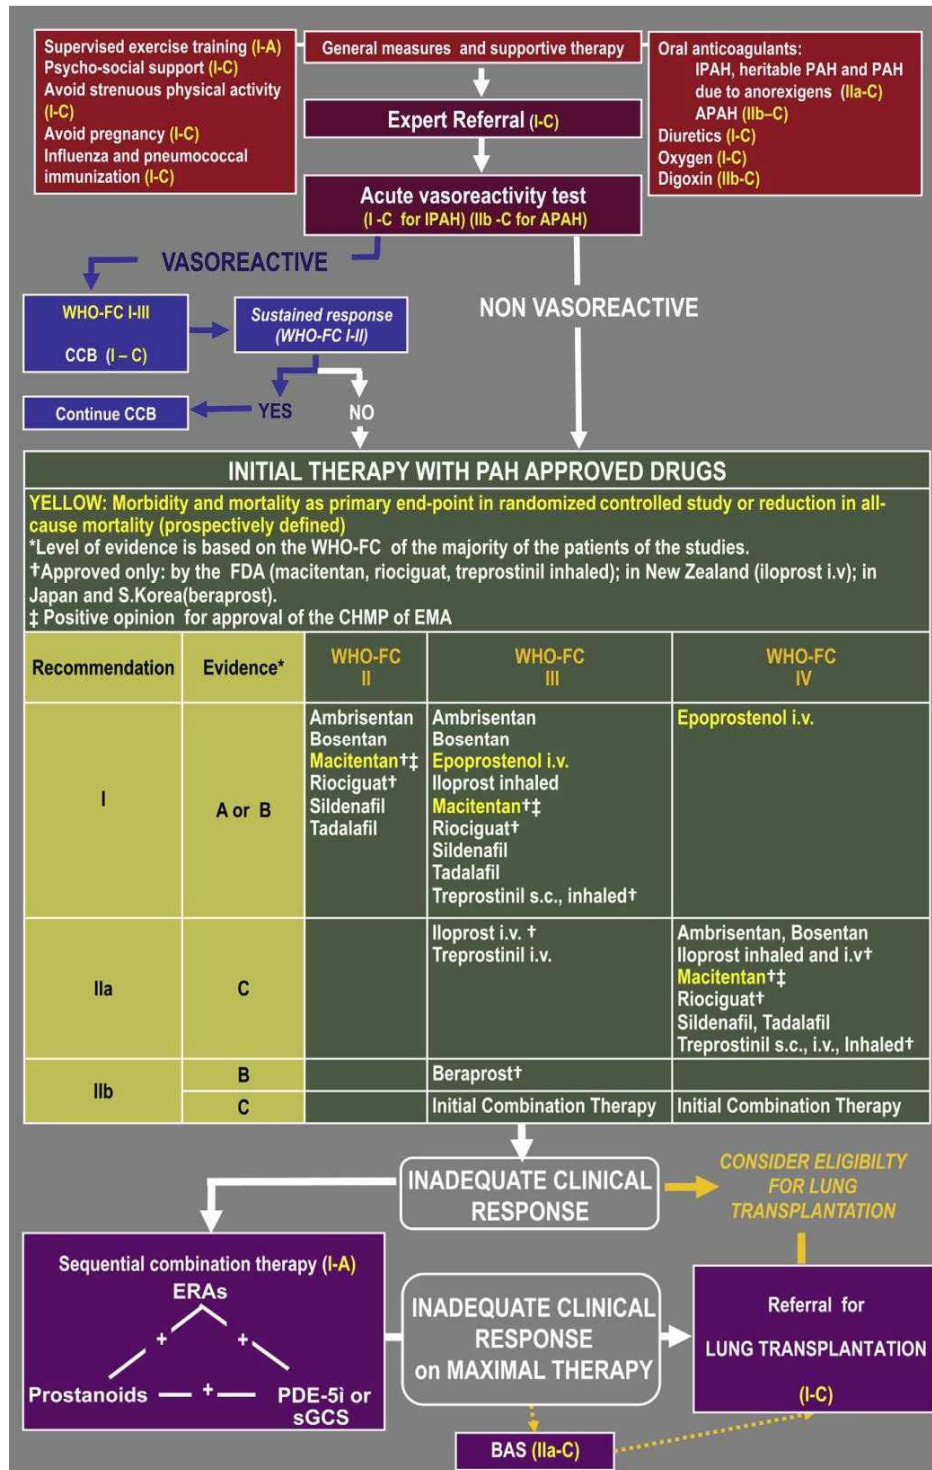 Supervised exercise training (I-A)
Psycho-social support (I-C)
Avoid strenuous physical activity
(I-C)
Avoid pregnancy (I-C)
Influenza and pneumococcal
immunization (I-C)
General measures and supportive therapy
Oral anticoagulants:
IPAH, heritable PAH and PAH
due to anorexigens (IIa-C)
APAH (IIb–C)
Diuretics (I-C)
Oxygen (I-C)
Digoxin (IIb-C)
Expert Referral (I-C)
Acute vasoreactivity test
(I -C for IPAH) (IIb -C for APAH)
VASOREACTIVE
NON VASOREACTIVE
WHO-FC I-III
CCB (I – C)
Sustained response
(WHO-FC I-II)
YES
NO
Continue CCB
INITIAL THERAPY WITH PAH APPROVED DRUGS
YELLOW: Morbidity and mortality as primary end-point in randomized controlled study or reduction in all-
cause mortality (prospectively defined)
*Level of evidence is based on the WHO-FC of the majority of the patients of the studies.
†Approved only: by the FDA (macitentan, riociguat, treprostinil inhaled); in New Zealand (iloprost i.v); in
Japan and S.Korea(beraprost).
‡ Positive opinion for approval of the CHMP of EMA
Recommendation
Evidence*
WHO-FC
II
WHO-FC
III
WHO-FC
IV
I
A or B
Ambrisentan
Bosentan
Macitentan†‡
Riociguat†
Sildenafil
Tadalafil
Ambrisentan
Bosentan
Epoprostenol i.v.
Iloprost inhaled
Macitentan†‡
Riociguat†
Sildenafil
Tadalafil
Treprostinil s.c., inhaled†
Epoprostenol i.v.
IIa
C
Iloprost i.v. †
Treprostinil i.v.
Ambrisentan, Bosentan
Iloprost inhaled and i.v†
Macitentan†‡
Riociguat†
Sildenafil, Tadalafil
Treprostinil s.c., i.v., Inhaled†
IIb
B
Beraprost†
C
Initial Combination Therapy
Initial Combination Therapy
INADEQUATE CLINICAL
RESPONSE
CONSIDER ELIGIBILTY
FOR LUNG
TRANSPLANTATION
Sequential combination therapy (I-A)
ERAs
+
+
Prostanoids
+
PDE-5i or
sGCS
INADEQUATE CLINICAL
RESPONSE
on MAXIMAL THERAPY
Referral for
LUNG TRANSPLANTATION
(I-C)
BAS (IIa-C)